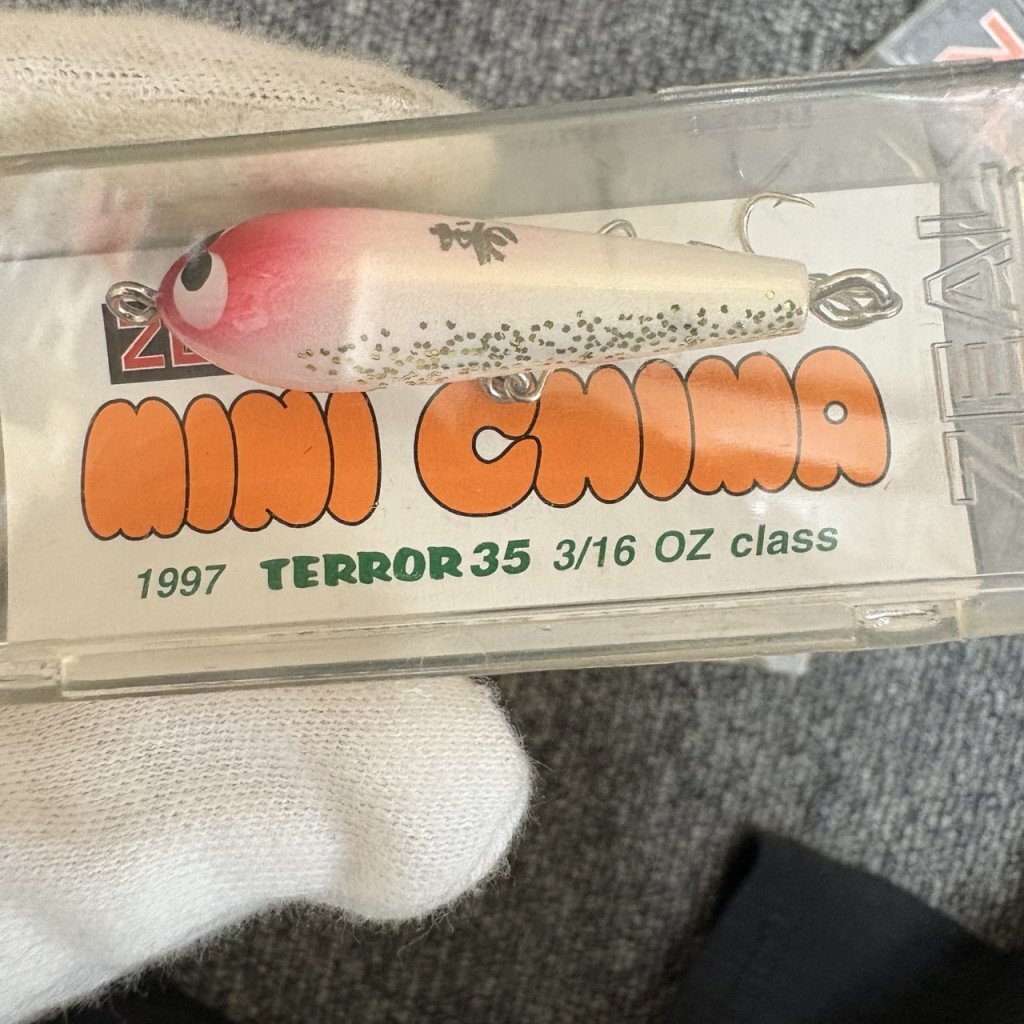 ZEAL
MINI CHIMA
1997 TERROR 35 3/16 OZ class